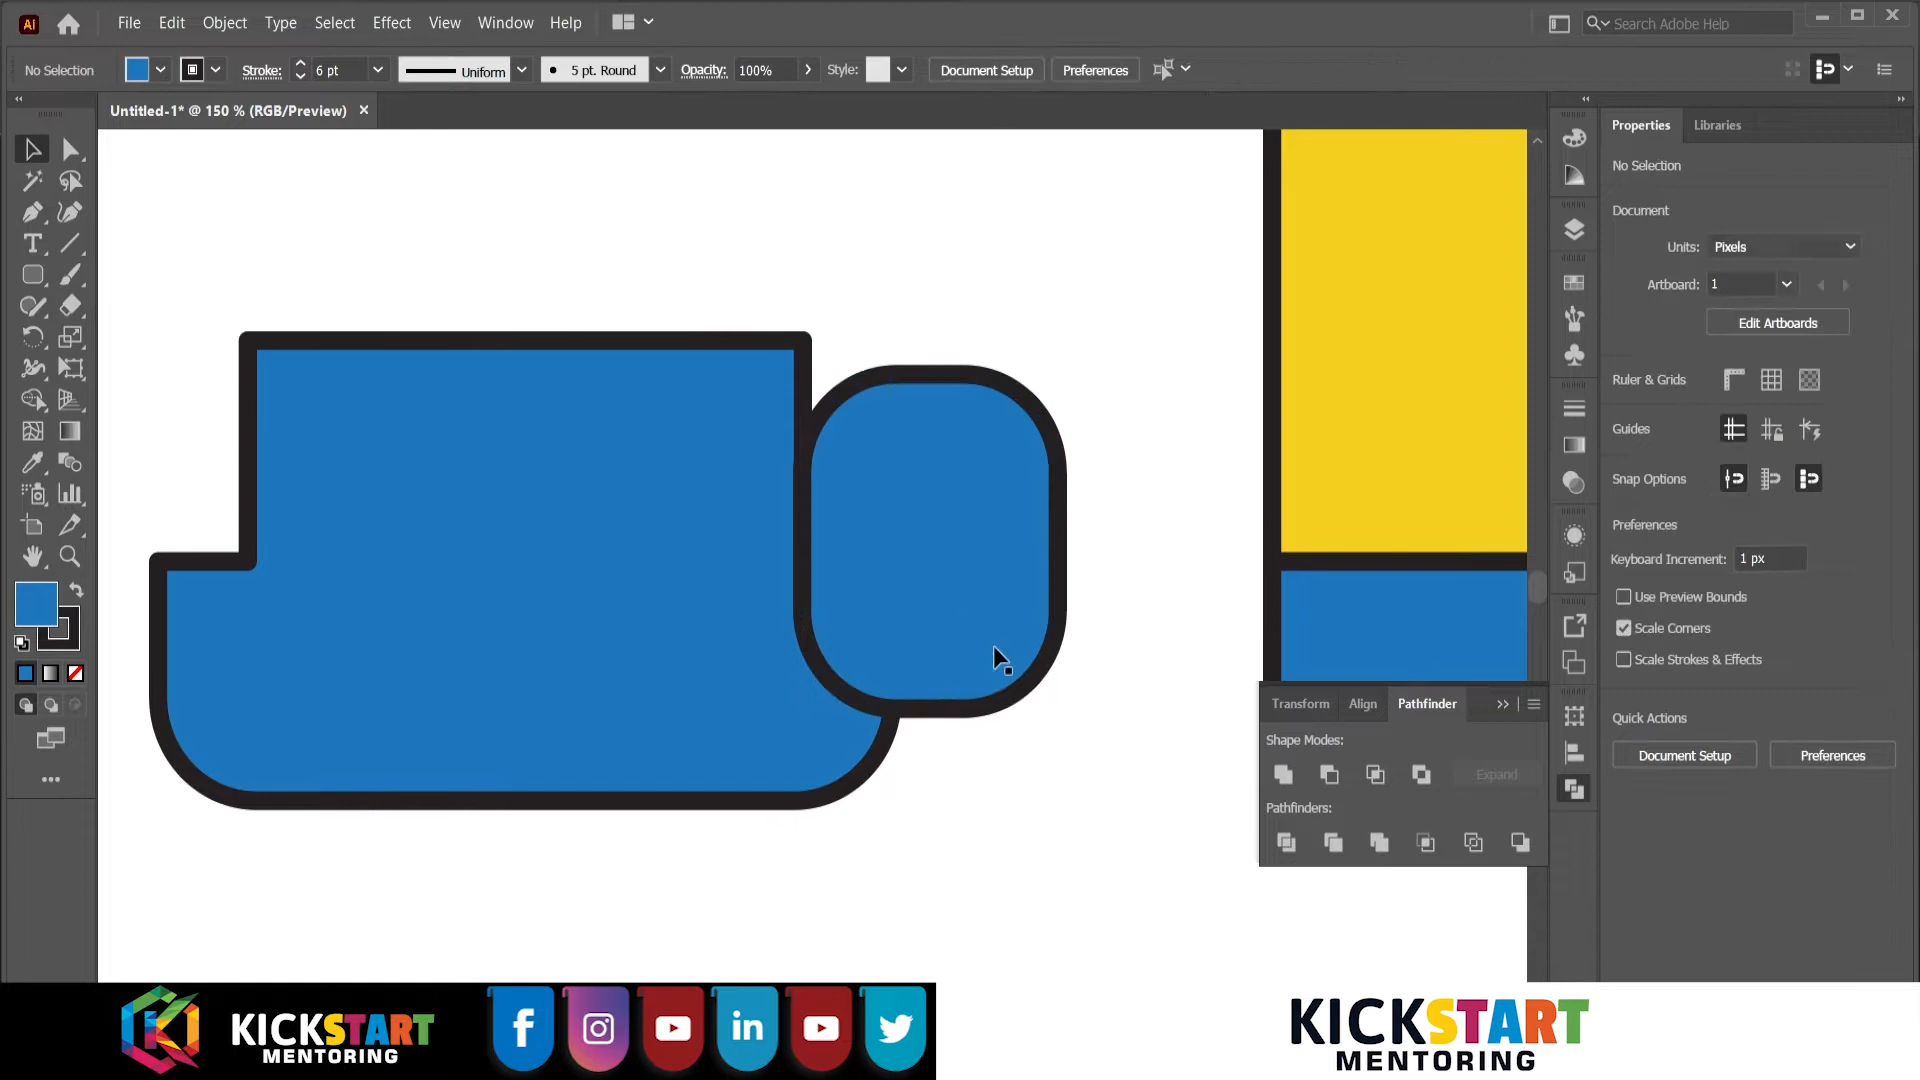 Ai File Edit Object Type Select Effect View Window Help Search Adobe Help
No Selection Stroke: 6 pt Uniform 5 pt. Round Opacity: 100% Style: Document Setup Preferences
Untitled-1* @ 150 % (RGB/Preview) ×
Properties Libraries
No Selection
Document
Units: Pixels
Artboard: 1
Edit Artboards
Ruler & Grids
Guides
Snap Options
Preferences
Keyboard Increment: 1 px
Use Preview Bounds
Scale Corners
Scale Strokes & Effects
Quick Actions
Document Setup Preferences
Transform Align Pathfinder
Shape Modes:
Expand
Pathfinders:
KICKSTART
MENTORING
KICKSTART
MENTORING